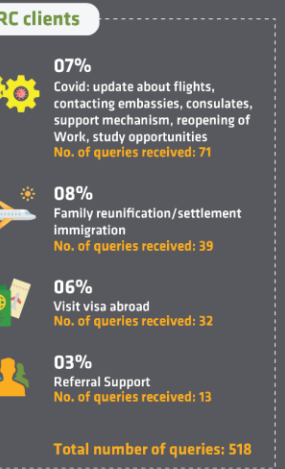 RC clients
07%
Covid: update about flights,
contacting embassies, consulates,
support mechanism, reopening of
Work, study opportunities
No. of queries received: 71
08%
Family reunification/settlement
immigration
No. of queries received: 39
06%
Visit visa abroad
No. of queries received: 32
03%
Referral Support
No. of queries received: 13
Total number of queries: 518